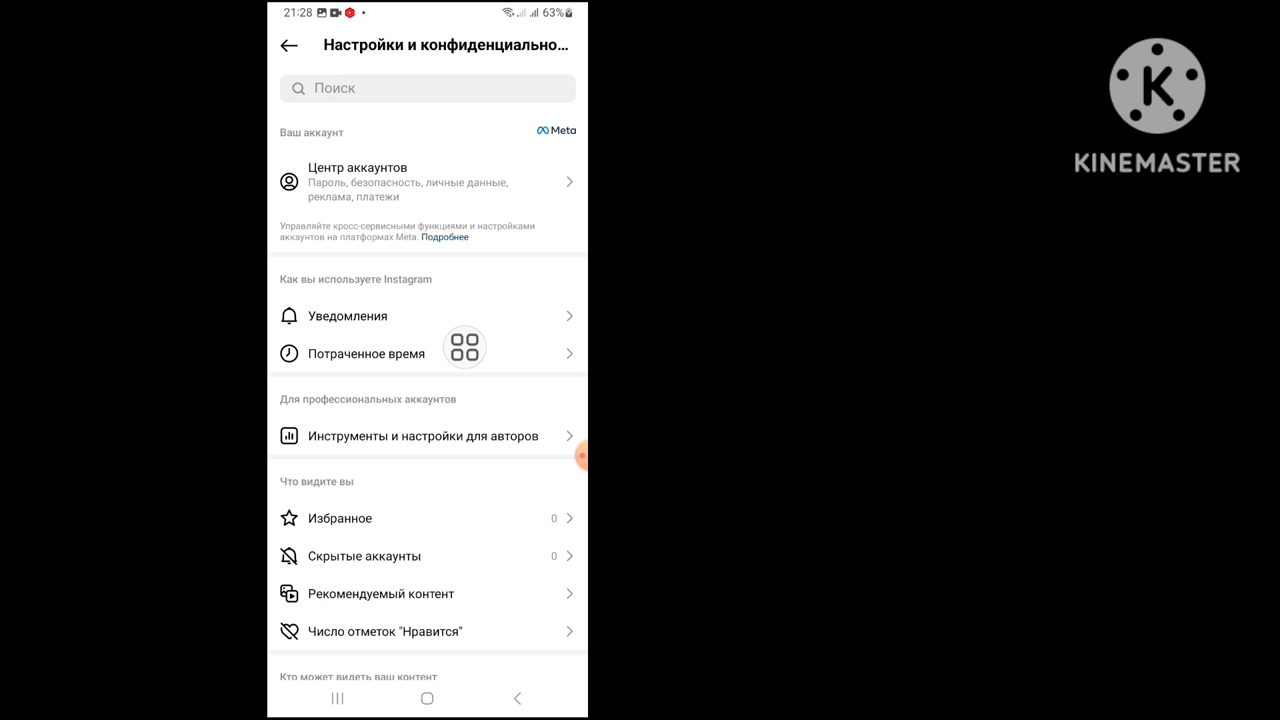 21:28
63%
Настройки и конфиденциально...
Поиск
Ваш аккаунт
Meta
Центр аккаунтов
Пароль, безопасность, личные данные,
реклама, платежи
Управляйте кросс-сервисными функциями и настройками
аккаунтов на платформах Meta. Подробнее
Как вы используете Instagram
Уведомления
Потраченное время
Для профессиональных аккаунтов
Инструменты и настройки для авторов
Что видите вы
Избранное 0
Скрытые аккаунты 0
Рекомендуемый контент
Число отметок "Нравится"
Кто может видеть ваш контент
K
KINEMASTER